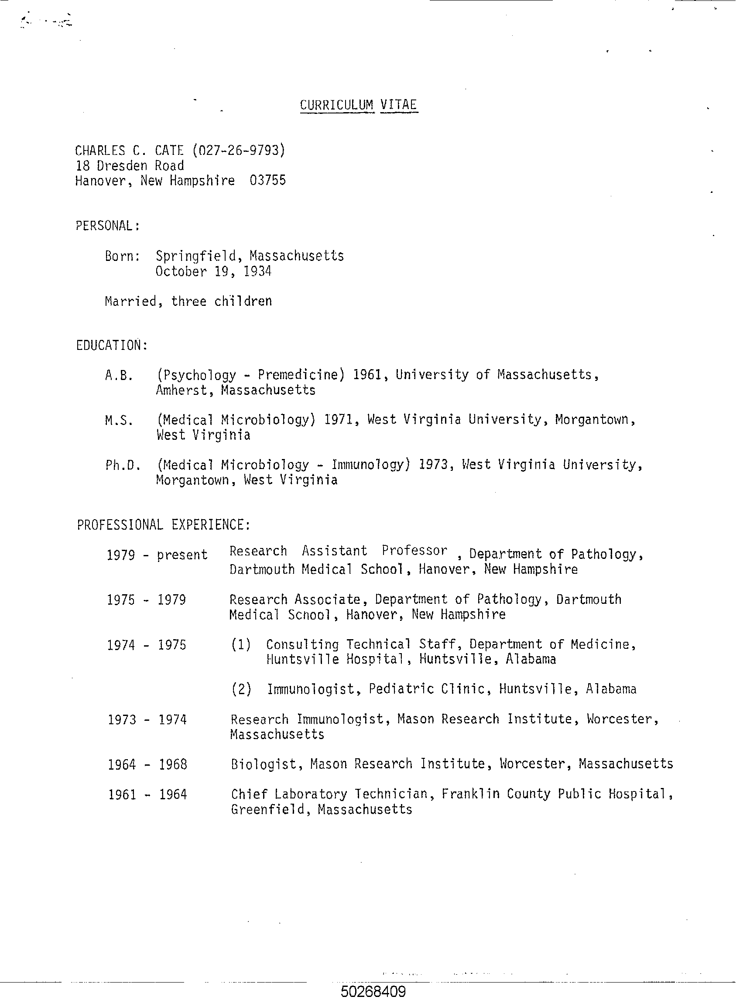 CURRICULUM VITAE
CHARLES C. CATE (027-26-9793)
18 Dresden Road
Hanover, New Hampshire 03755
PERSONAL:
Born: Springfield, Massachusetts
October 19, 1934
Married, three children
EDUCATION:
A.B. (Psychology - Premedicine) 1961, University of Massachusetts,
Amherst, Massachusetts
M.S. (Medical Microbiology) 1971, West Virginia University, Morgantown,
West Virginia
Ph.D. (Medical Microbiology - Immunology) 1973, West Virginia University,
Morgantown, West Virginia
PROFESSIONAL EXPERIENCE:
1979 - present Research Assistant Professor , Department of Pathology,
Dartmouth Medical School, Hanover, New Hampshire
1975 - 1979 Research Associate, Department of Pathology, Dartmouth
Medical School, Hanover, New Hampshire
1974 - 1975 (1) Consulting Technical Staff, Department of Medicine,
Huntsville Hospital, Huntsville, Alabama
(2) Immunologist, Pediatric Clinic, Huntsville, Alabama
1973 - 1974 Research Immunologist, Mason Research Institute, Worcester,
Massachusetts
1964 - 1968 Biologist, Mason Research Institute, Worcester, Massachusetts
1961 - 1964 Chief Laboratory Technician, Franklin County Public Hospital,
Greenfield, Massachusetts
50268409